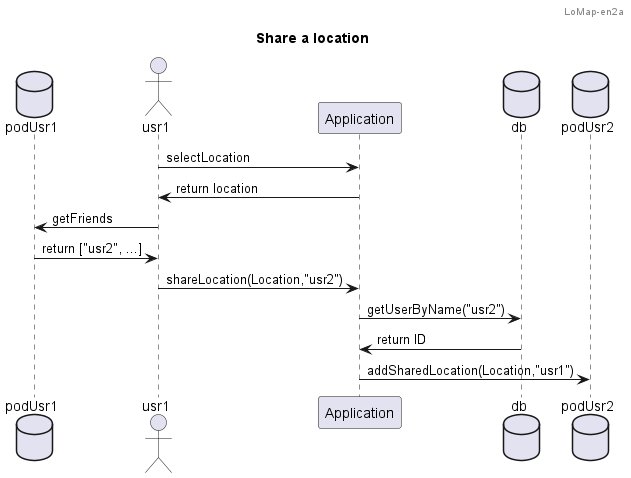 LoMap-en2a
Share a location
podUsr1
usr1
Application
db
podUsr2
selectLocation
return location
getFriends
return ["usr2", ...]
shareLocation(Location,"usr2")
getUserByName("usr2")
return ID
addSharedLocation(Location,"usr1")
podUsr1
usr1
Application
db
podUsr2